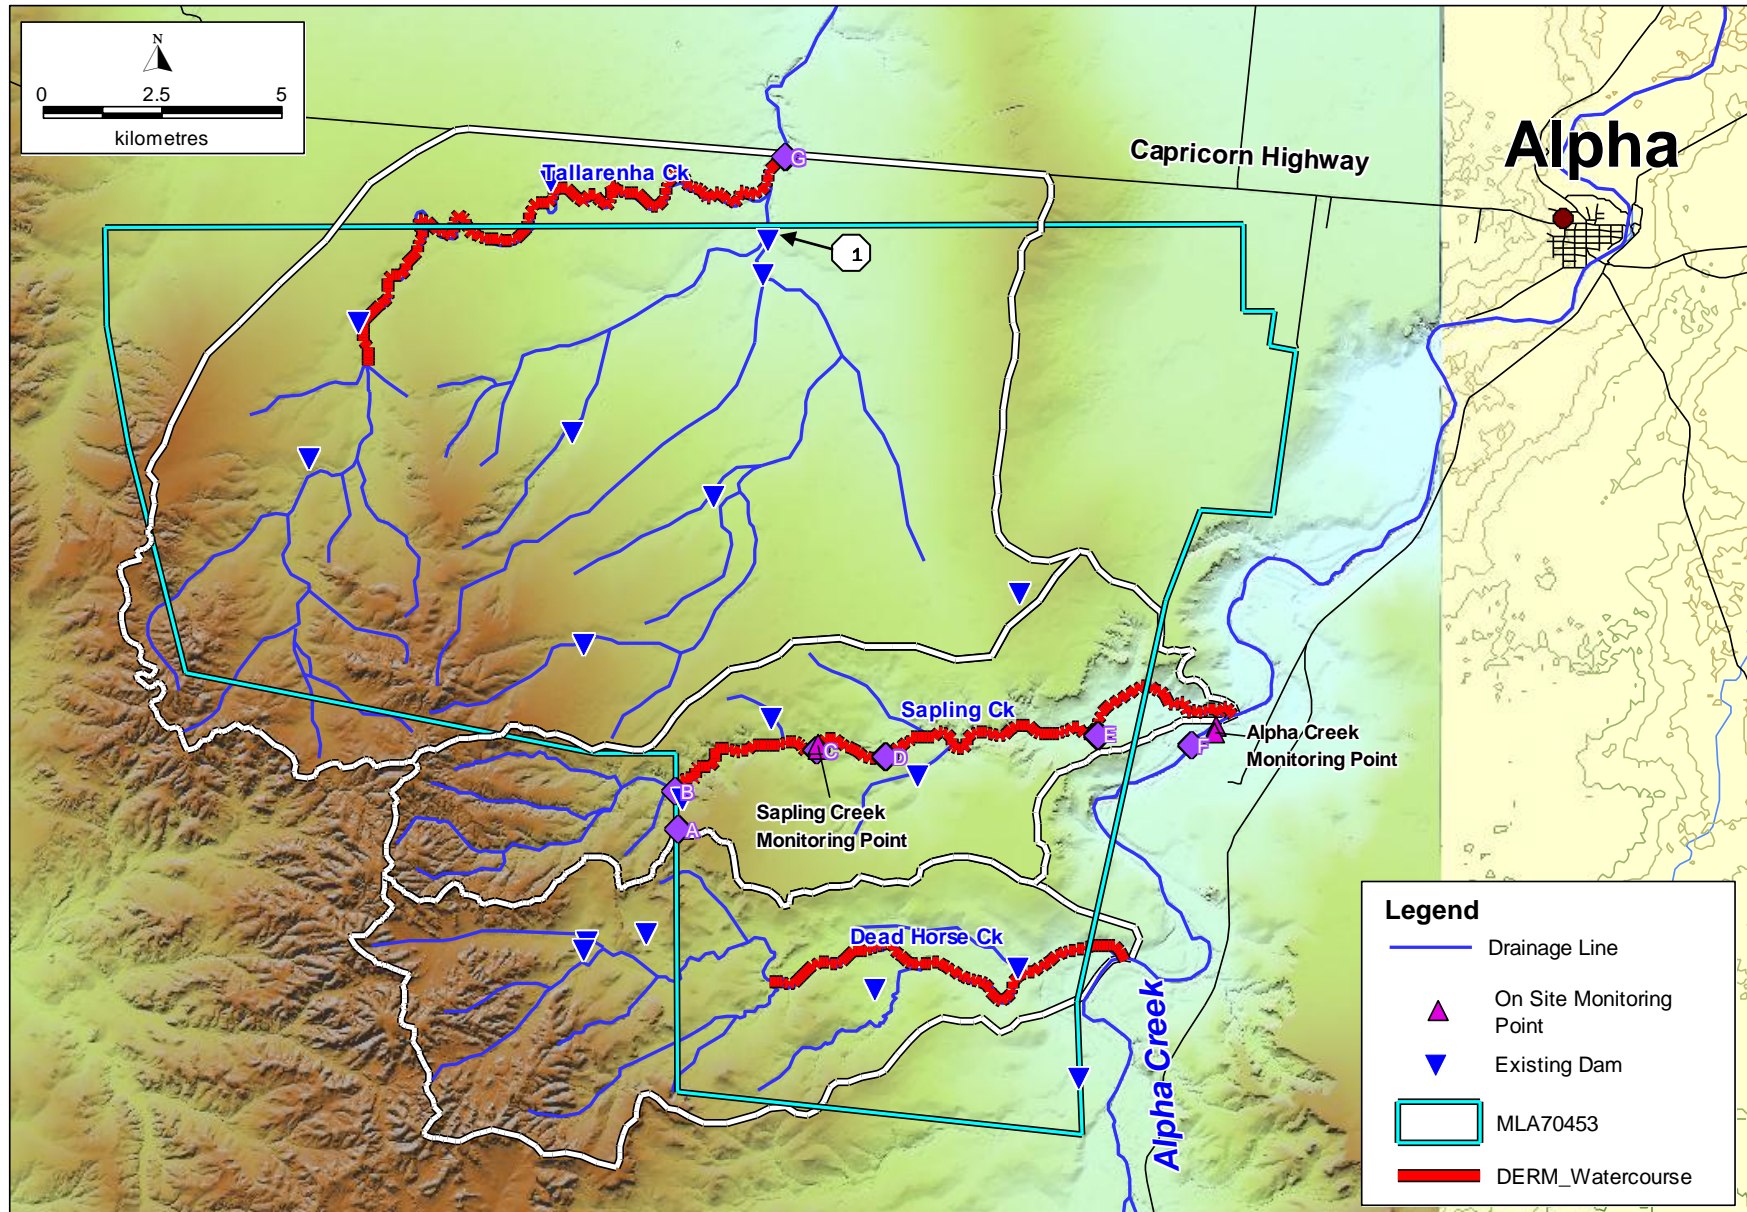 N
0 2.5 5
kilometres
Alpha
Capricorn Highway
G
Tallarenha Ck
1
Sapling Ck
E
F
Alpha Creek
Monitoring Point
C
D
B
A
Sapling Creek
Monitoring Point
Dead Horse Ck
Alpha Creek
Legend
Drainage Line
On Site Monitoring
Point
Existing Dam
MLA70453
DERM_Watercourse